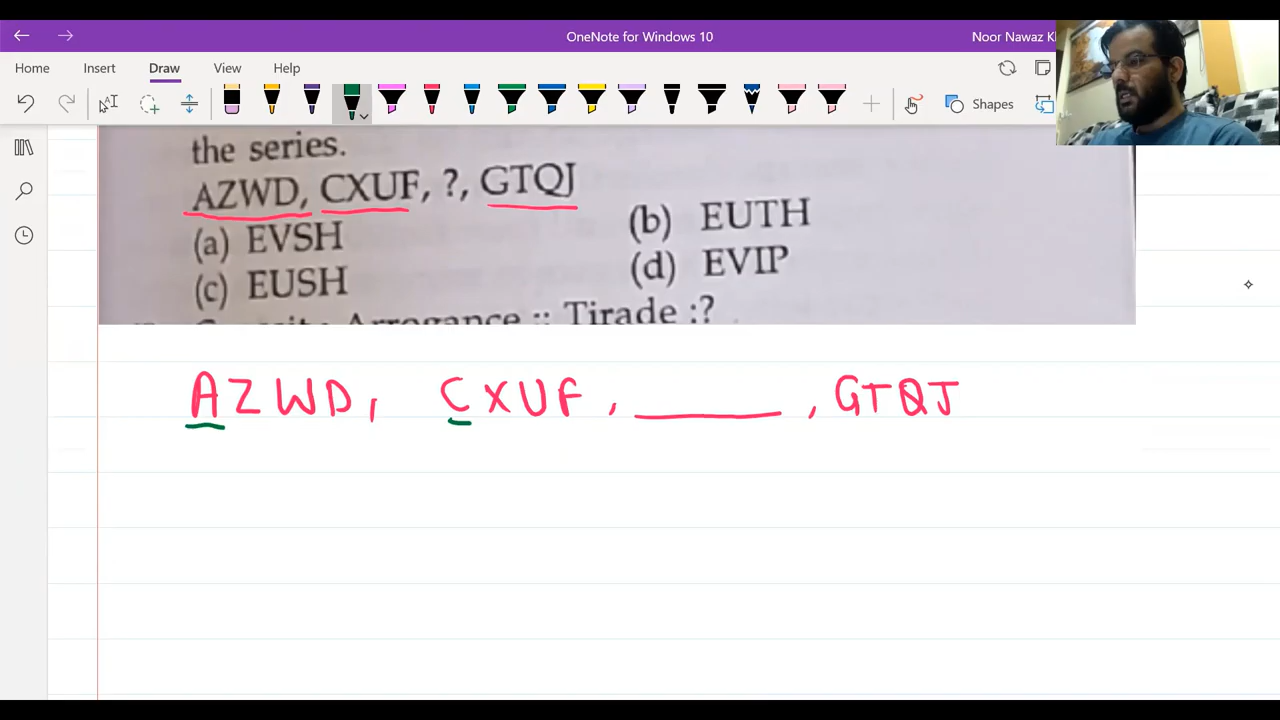 OneNote for Windows 10
Noor Nawaz Kh
Home Insert Draw View Help
Shapes
the series.
AZWD, CXUF, ?, GTQJ
(a) EVSH (b) EUTH
(c) EUSH (d) EVIP
Arrogance :: Tirade :?
AZWD, CXUF, ______, GTQJ